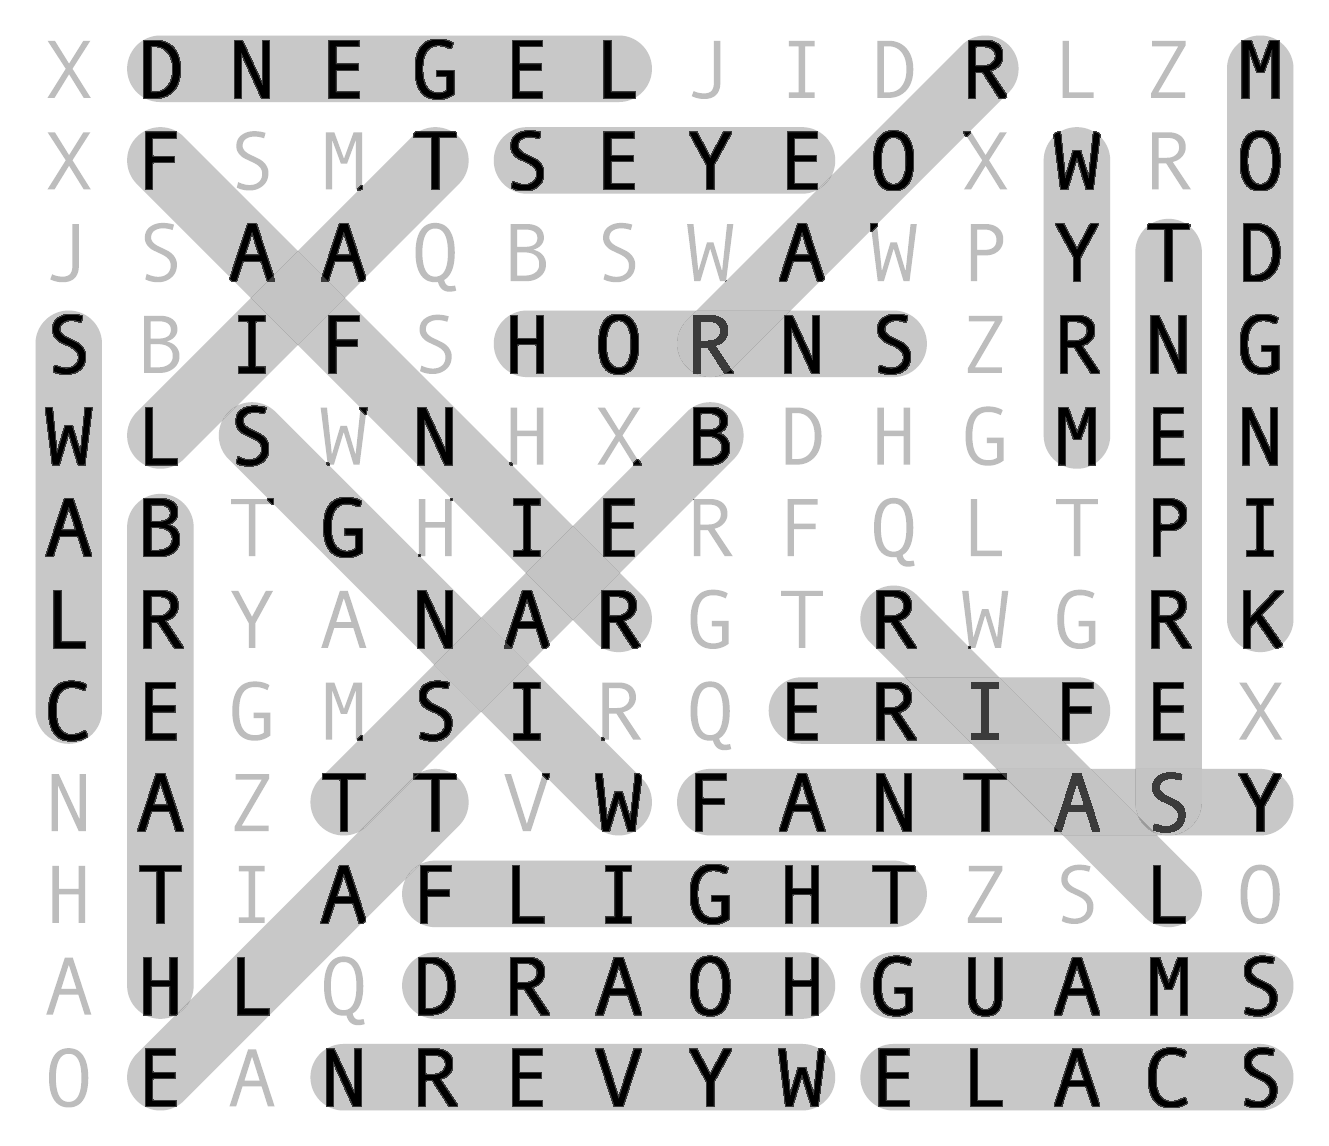 X D N E G E L J I D R L Z M
X F S M T S E Y E O X W R O
J S A A Q B S W A W P Y T D
S B I F S H O R N S Z R N G
W L S W N H X B D H G M E N
A B T G H I E R F Q L T P I
L R Y A N A R G T R W G R K
C E G M S I R Q E R I F E X
N A Z T T V W F A N T A S Y
H T I A F L I G H T Z S L O
A H L Q D R A O H G U A M S
O E A N R E V Y W E L A C S